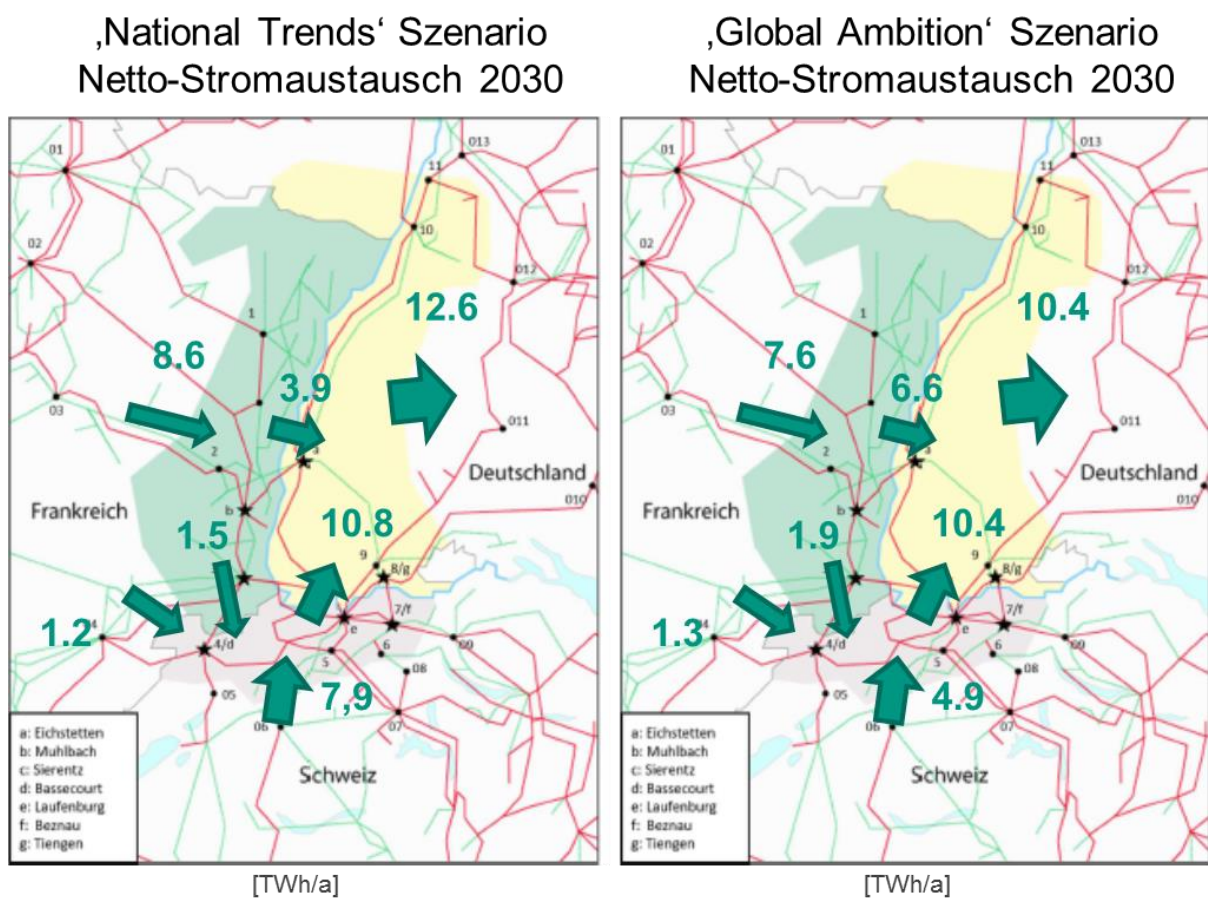 ‚National Trends‘ Szenario
Netto-Stromaustausch 2030
01
013
11
02
10
012
12.6
1
8.6
3.9
03
011
2
Deutschland
010
Frankreich
b
10.8
1.5
9
8/g
1.2
7/f
e
4/d
09
5
6
08
05
7,9
06
07
Schweiz
a: Eichstetten
b: Muhlbach
c: Sierentz
d: Bassecourt
e: Laufenburg
f: Beznau
g: Tiengen
[TWh/a]
‚Global Ambition‘ Szenario
Netto-Stromaustausch 2030
01
013
11
02
10
012
10.4
1
7.6
6.6
03
011
2
Deutschland
010
Frankreich
b
10.4
1.9
9
8/g
1.3
7/f
e
4/d
09
5
6
08
05
4.9
06
07
Schweiz
a: Eichstetten
b: Muhlbach
c: Sierentz
d: Bassecourt
e: Laufenburg
f: Beznau
g: Tiengen
[TWh/a]